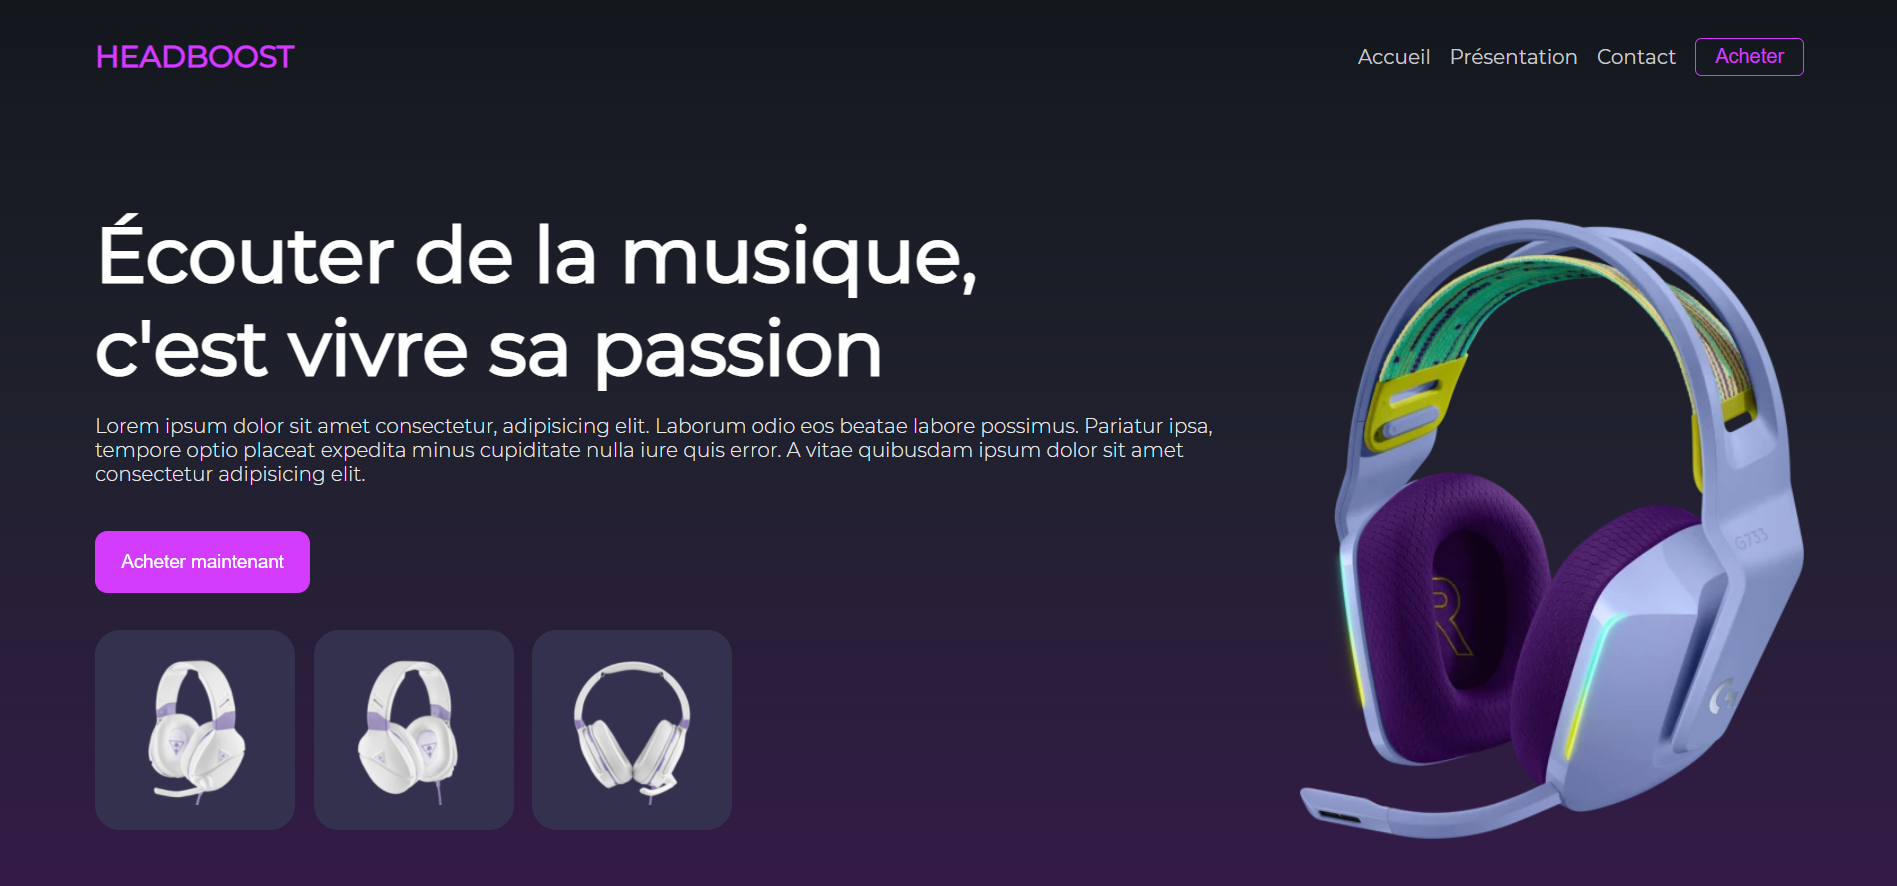 HEADBOOST
Accueil Présentation Contact Acheter
Écouter de la musique,
c'est vivre sa passion
Lorem ipsum dolor sit amet consectetur, adipisicing elit. Laborum odio eos beatae labore possimus. Pariatur ipsa,
tempore optio placeat expedita minus cupiditate nulla iure quis error. A vitae quibusdam ipsum dolor sit amet
consectetur adipisicing elit.
Acheter maintenant
G733
R